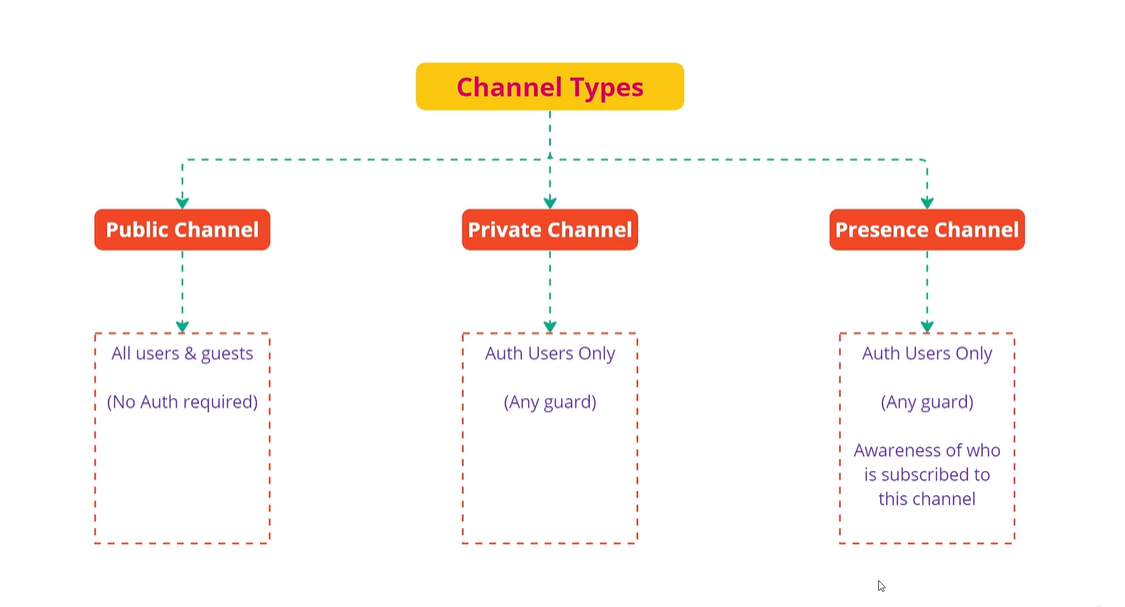 Channel Types
Public Channel
Private Channel
Presence Channel
All users & guests
(No Auth required)
Auth Users Only
(Any guard)
Auth Users Only
(Any guard)
Awareness of who
is subscribed to
this channel